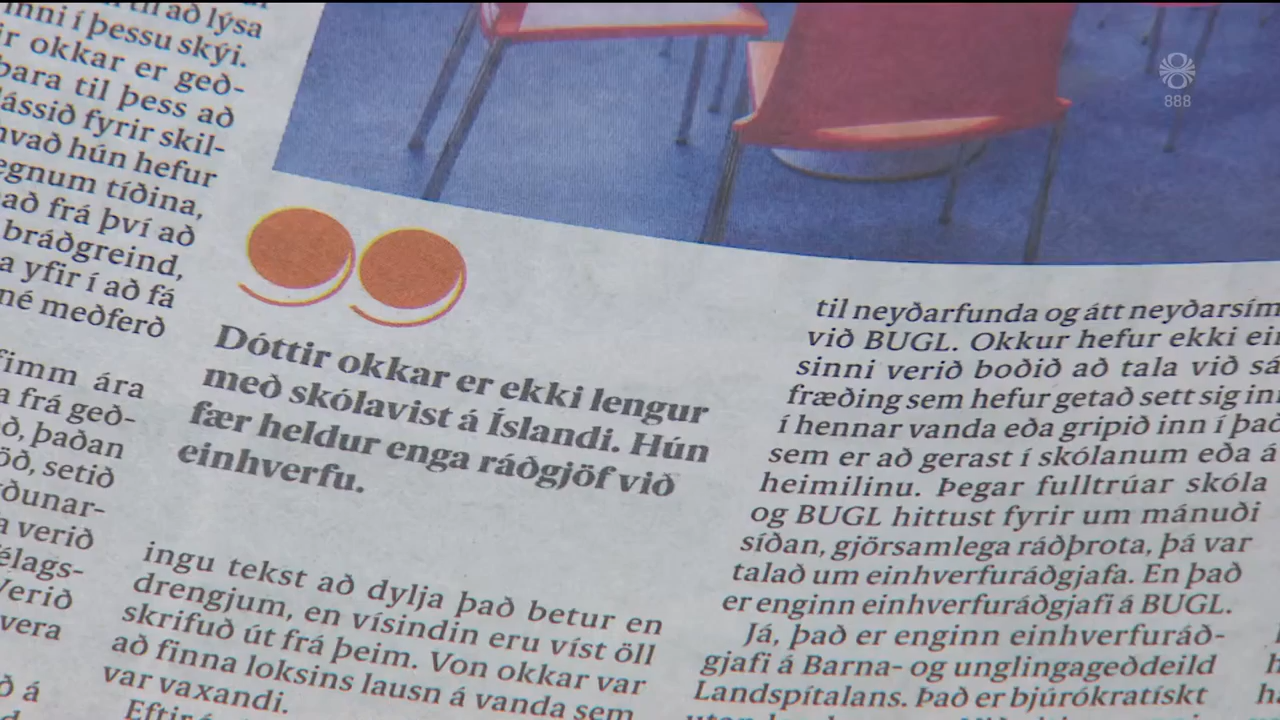 til að lýsa
inni í þessu skýi.
ir okkar er geð-
bara til þess að
lássið fyrir skil-
hvað hún hefur
egnum tíðina,
að frá því að
bráðgreind,
a yfir í að fá
né meðferð
fimm ára
a frá geð-
ð, þaðan
öð, setið
ðunar-
a verið
élags-
Verið
vera
ð á
Dóttir okkar er ekki lengur
með skólavist á Íslandi. Hún
fær heldur enga ráðgjöf við
einhverfu.
ingu tekst að dylja það betur en
drengjum, en vísindin eru víst öll
skrifuð út frá þeim. Von okkar var
að finna loksins lausn á vanda sem
var vaxandi.
til neyðarfunda og átt neyðarsím
við BUGL. Okkur hefur ekki ei
sinni verið boðið að tala við sá
fræðing sem hefur getað sett sig inn
í hennar vanda eða gripið inn í það
sem er að gerast í skólanum eða á
heimilinu. Þegar fulltrúar skóla
og BUGL hittust fyrir um mánuði
síðan, gjörsamlega ráðþrota, þá var
talað um einhverfuráðgjafa. En það
er enginn einhverfuráðgjafi á BUGL.
Já, það er enginn einhverfuráð-
gjafi á Barna- og unglingageðdeild
Landspítalans. Það er bjúrókratískt
888